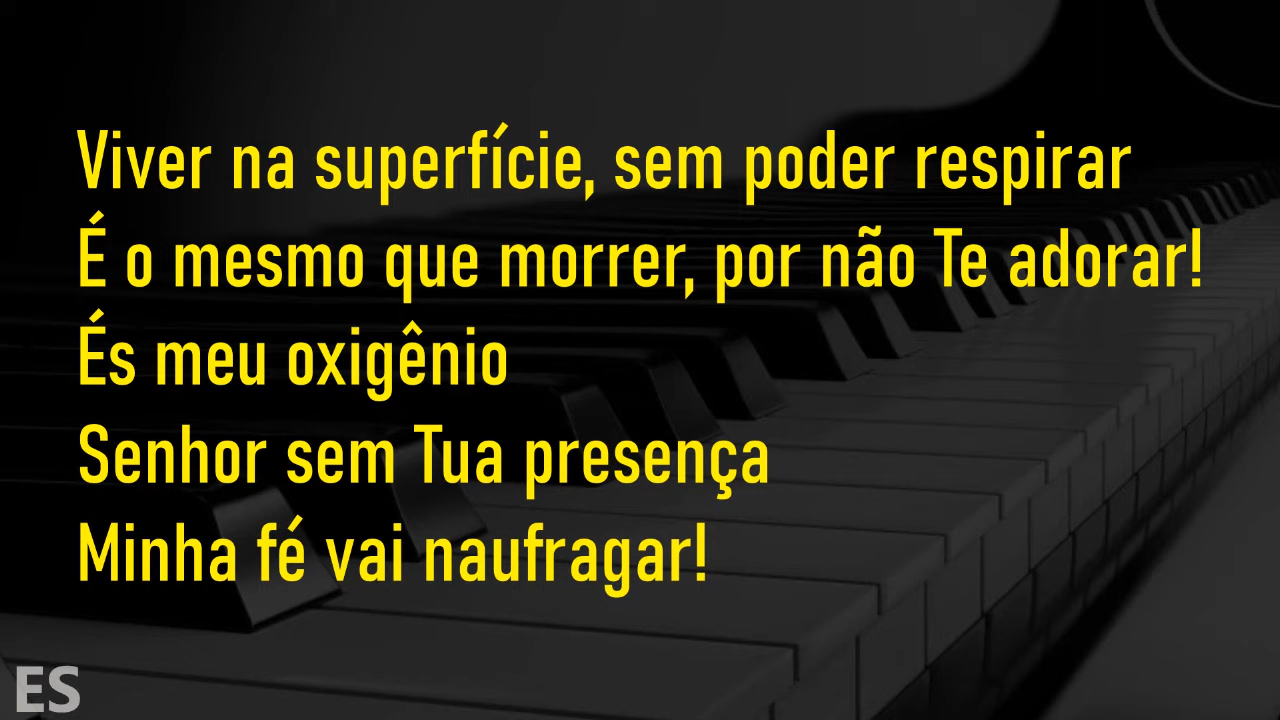 Viver na superfície, sem poder respirar
É o mesmo que morrer, por não Te adorar!
És meu oxigênio
Senhor sem Tua presença
Minha fé vai naufragar!
ES